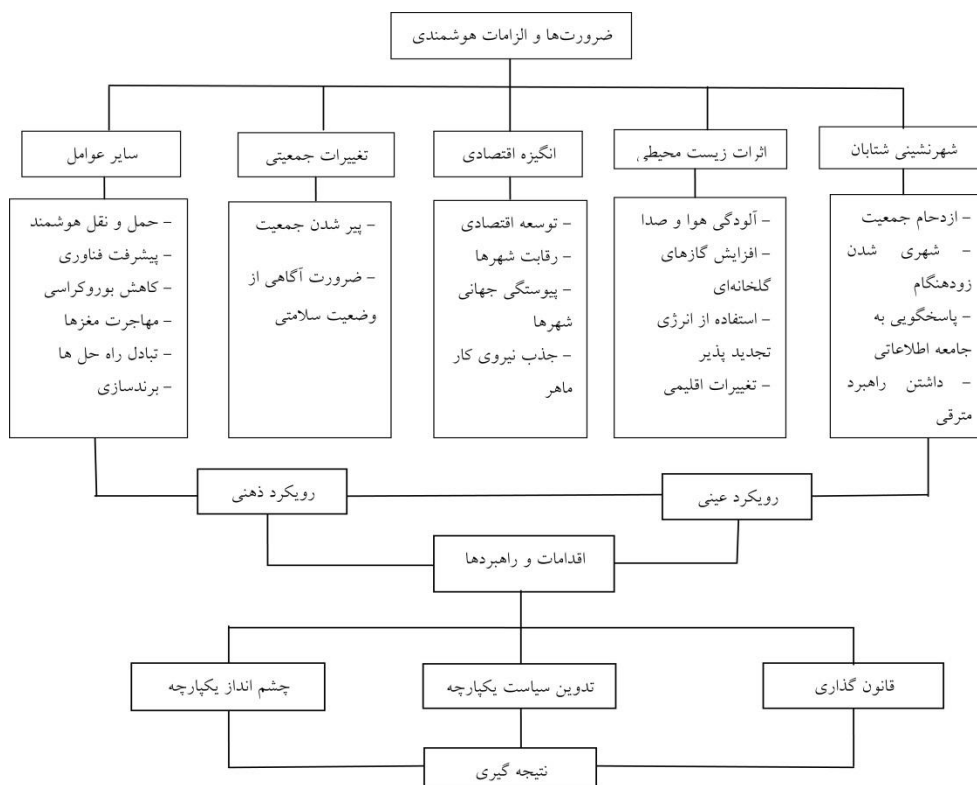 ضرورت‌ها و الزامات هوشمندی
شهرنشینی شتابان
اثرات زیست محیطی
انگیزه اقتصادی
تغییرات جمعیتی
سایر عوامل
- ازدحام جمعیت
- شهری شدن
زودهنگام
- پاسخگویی به
جامعه اطلاعاتی
- داشتن راهبرد
مترقی
- آلودگی هوا و صدا
- افزایش گازهای
گلخانه‌ای
- استفاده از انرژی
تجدید پذیر
- تغییرات اقلیمی
- توسعه اقتصادی
- رقابت شهرها
- پیوستگی جهانی
شهرها
- جذب نیروی کار
ماهر
- پیر شدن جمعیت
- ضرورت آگاهی از
وضعیت سلامتی
- حمل و نقل هوشمند
- پیشرفت فناوری
- کاهش بوروکراسی
- مهاجرت مغزها
- تبادل راه حل ها
- برندسازی
رویکرد عینی
رویکرد ذهنی
اقدامات و راهبردها
قانون گذاری
تدوین سیاست یکپارچه
چشم انداز یکپارچه
نتیجه گیری